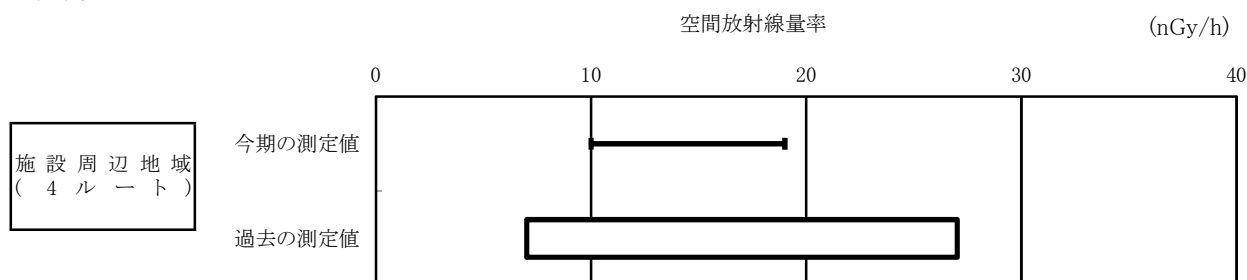 空間放射線量率 (nGy/h)
0 10 20 30 40
今期の測定値
施設周辺地域
(4ルート)
過去の測定値